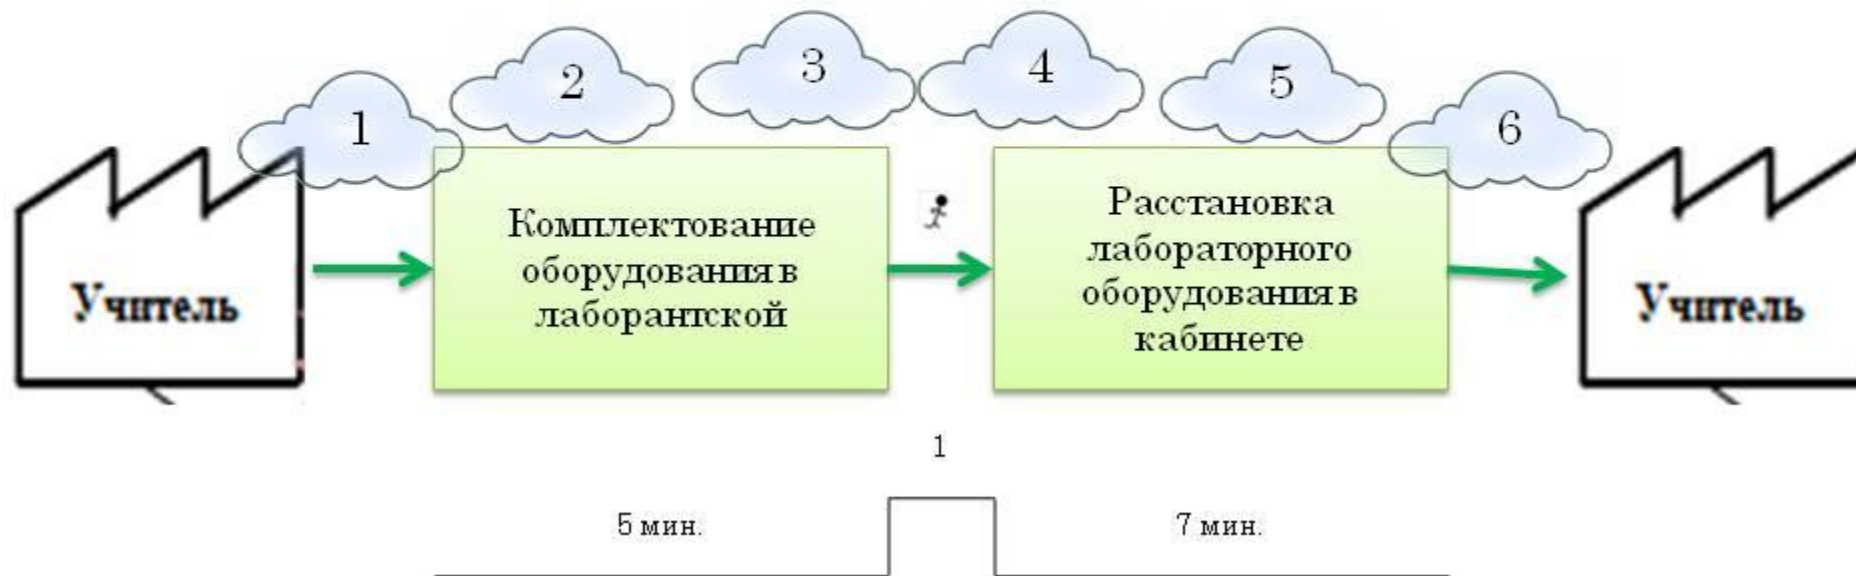 1
2
3
4
5
6
Учитель
Комплектование
оборудования в
лаборантской
Расстановка
лабораторного
оборудования в
кабинете
Учитель
1
5 мин.
7 мин.